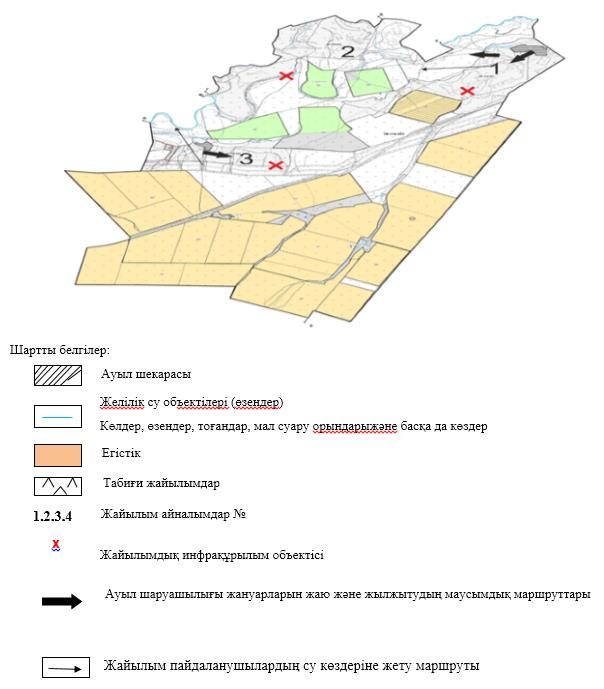 2
1
3
Шартты белгілер:
Ауыл шекарасы
Желілік су объектілері (өзендер)
Көлдер, өзендер, тоғандар, мал суару орындарыжәне басқа да көздер
Егістік
Табиғи жайылымдар
1.2.3.4 Жайылым айналымдар №
х Жайылымдық инфрақұрылым объектісі
Ауыл шаруашылығы жануарларын жаю және жылжытудың маусымдық маршруттары
Жайылым пайдаланушылардың су көздеріне жету маршруты